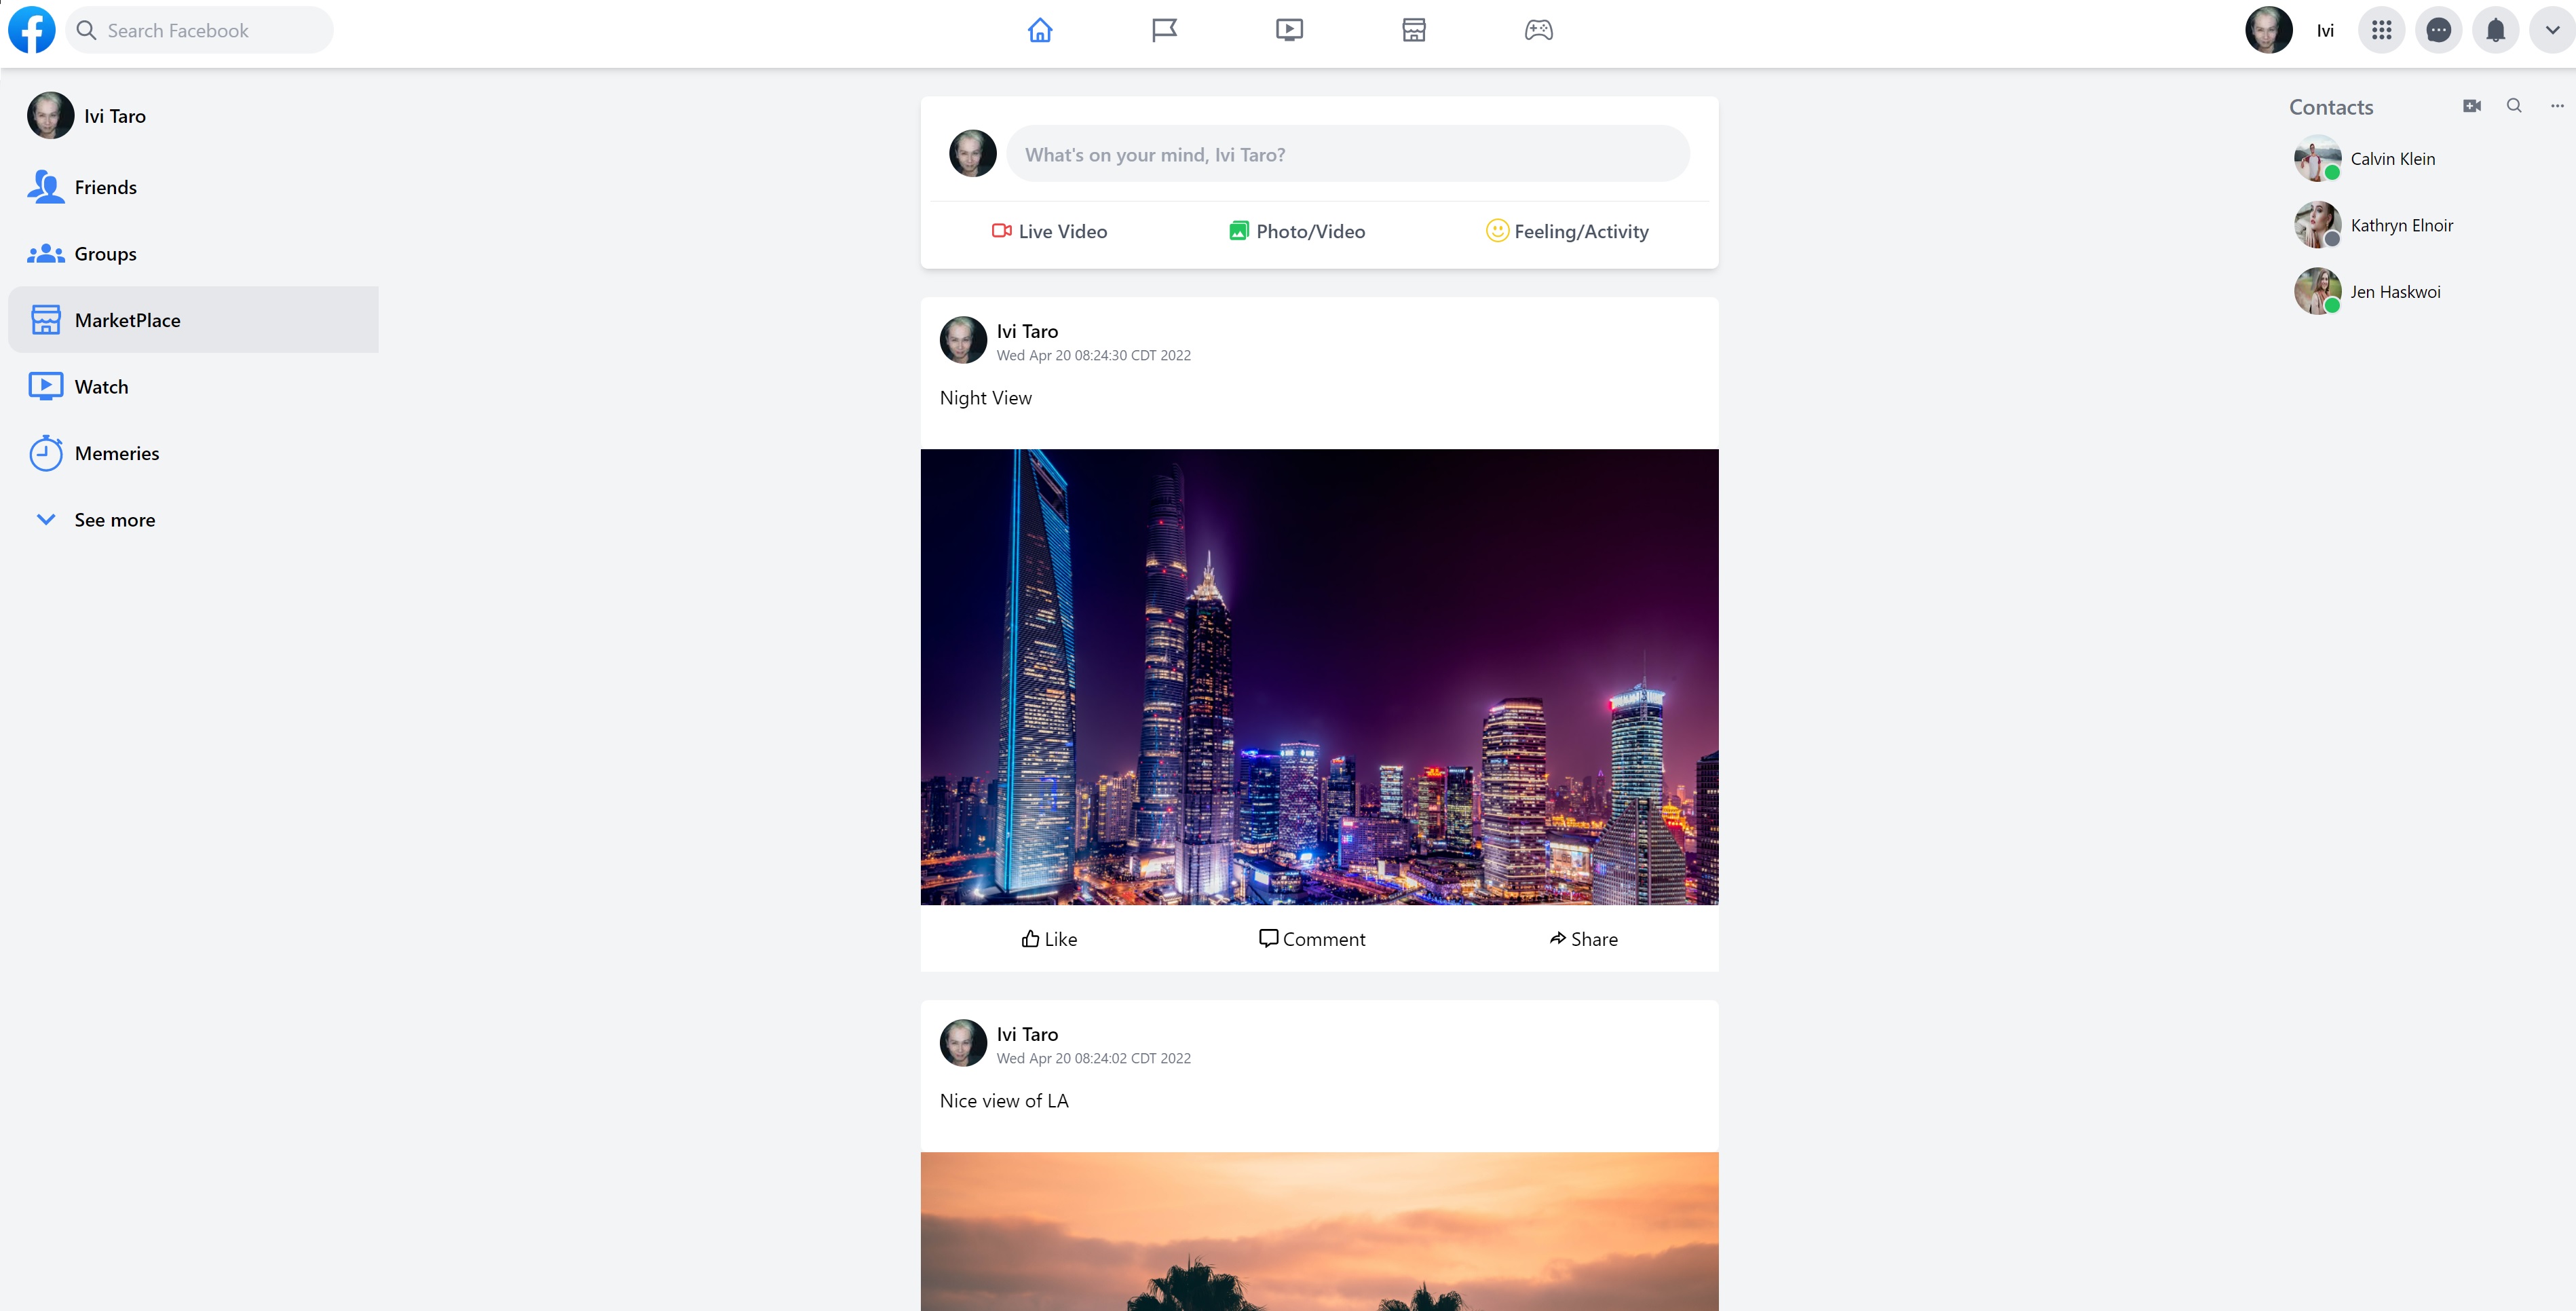 Search Facebook
Ivi
Ivi Taro
Friends
Groups
MarketPlace
Watch
Memeries
See more
What's on your mind, Ivi Taro?
Live Video
Photo/Video
Feeling/Activity
Ivi Taro
Wed Apr 20 08:24:30 CDT 2022
Night View
Like
Comment
Share
Ivi Taro
Wed Apr 20 08:24:02 CDT 2022
Nice view of LA
Contacts
Calvin Klein
Kathryn Elnoir
Jen Haskwoi